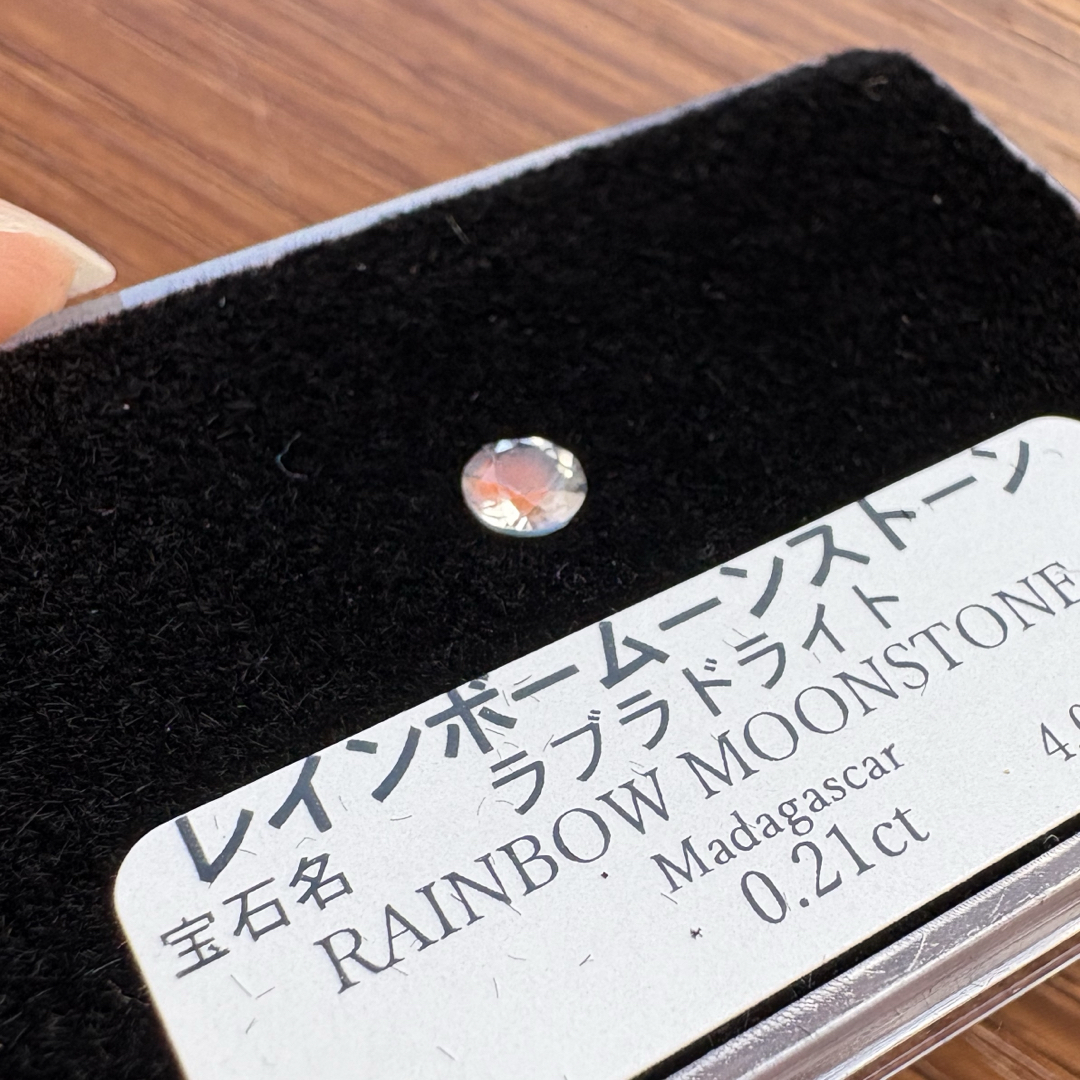 レインボームーンストーン
宝石名 ラブラドライト
RAINBOW MOONSTONE
Madagascar
0.21ct